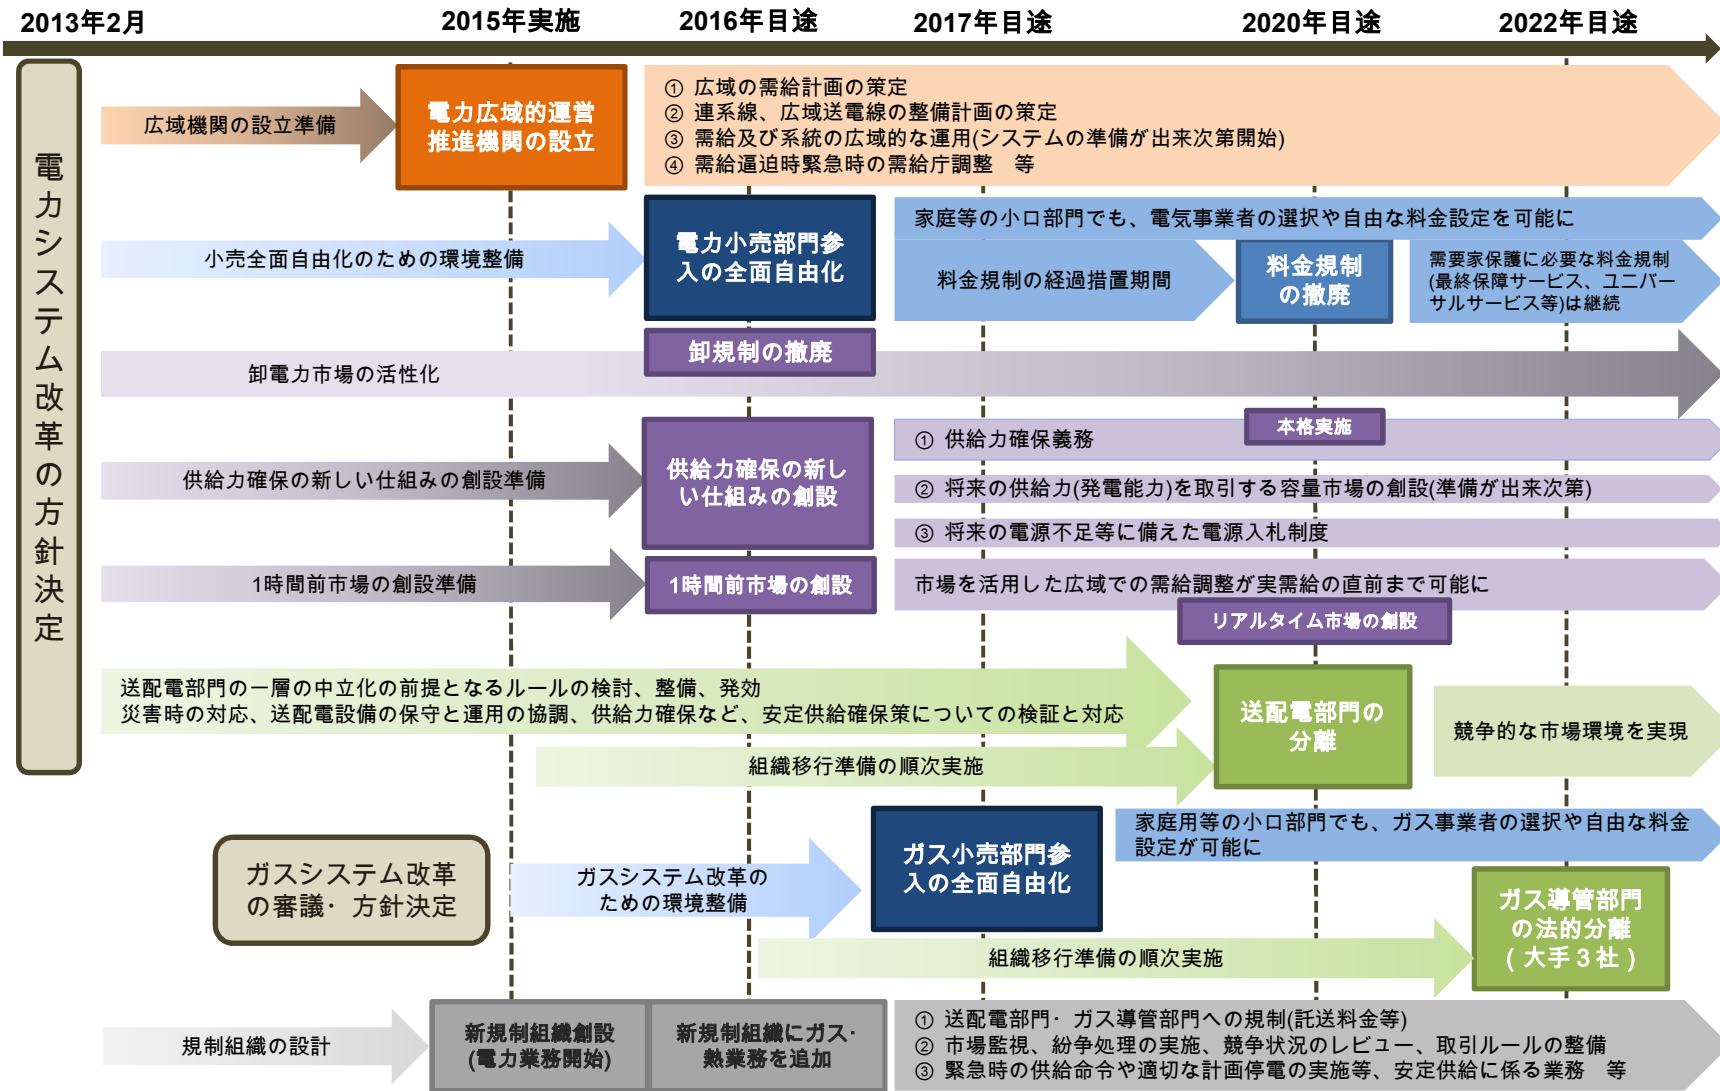 2013年2月
2015年実施
2016年目途
2017年目途
2020年目途
2022年目途
電力システム改革の方針決定
広域機関の設立準備
電力広域的運営
推進機関の設立
① 広域の需給計画の策定
② 連系線、広域送電線の整備計画の策定
③ 需給及び系統の広域的な運用(システムの準備が出来次第開始)
④ 需給逼迫時緊急時の需給庁調整　等
小売全面自由化のための環境整備
電力小売部門参
入の全面自由化
家庭等の小口部門でも、電気事業者の選択や自由な料金設定を可能に
料金規制の経過措置期間
料金規制
の撤廃
需要家保護に必要な料金規制
(最終保障サービス、ユニバー
サルサービス等)は継続
卸規制の撤廃
卸電力市場の活性化
供給力確保の新しい仕組みの創設準備
供給力確保の新し
い仕組みの創設
① 供給力確保義務
本格実施
② 将来の供給力(発電能力)を取引する容量市場の創設(準備が出来次第)
③ 将来の電源不足等に備えた電源入札制度
1時間前市場の創設準備
1時間前市場の創設
市場を活用した広域での需給調整が実需給の直前まで可能に
リアルタイム市場の創設
送配電部門の一層の中立化の前提となるルールの検討、整備、発効
災害時の対応、送配電設備の保守と運用の協調、供給力確保など、安定供給確保策についての検証と対応
送配電部門の
分離
競争的な市場環境を実現
組織移行準備の順次実施
ガスシステム改革
の審議・方針決定
ガスシステム改革の
ための環境整備
ガス小売部門参
入の全面自由化
家庭用等の小口部門でも、ガス事業者の選択や自由な料金
設定が可能に
組織移行準備の順次実施
ガス導管部門
の法的分離
(大手３社)
規制組織の設計
新規制組織創設
(電力業務開始)
新規制組織にガス・
熱業務を追加
① 送配電部門・ガス導管部門への規制(託送料金等)
② 市場監視、紛争処理の実施、競争状況のレビュー、取引ルールの整備
③ 緊急時の供給命令や適切な計画停電の実施等、安定供給に係る業務　等